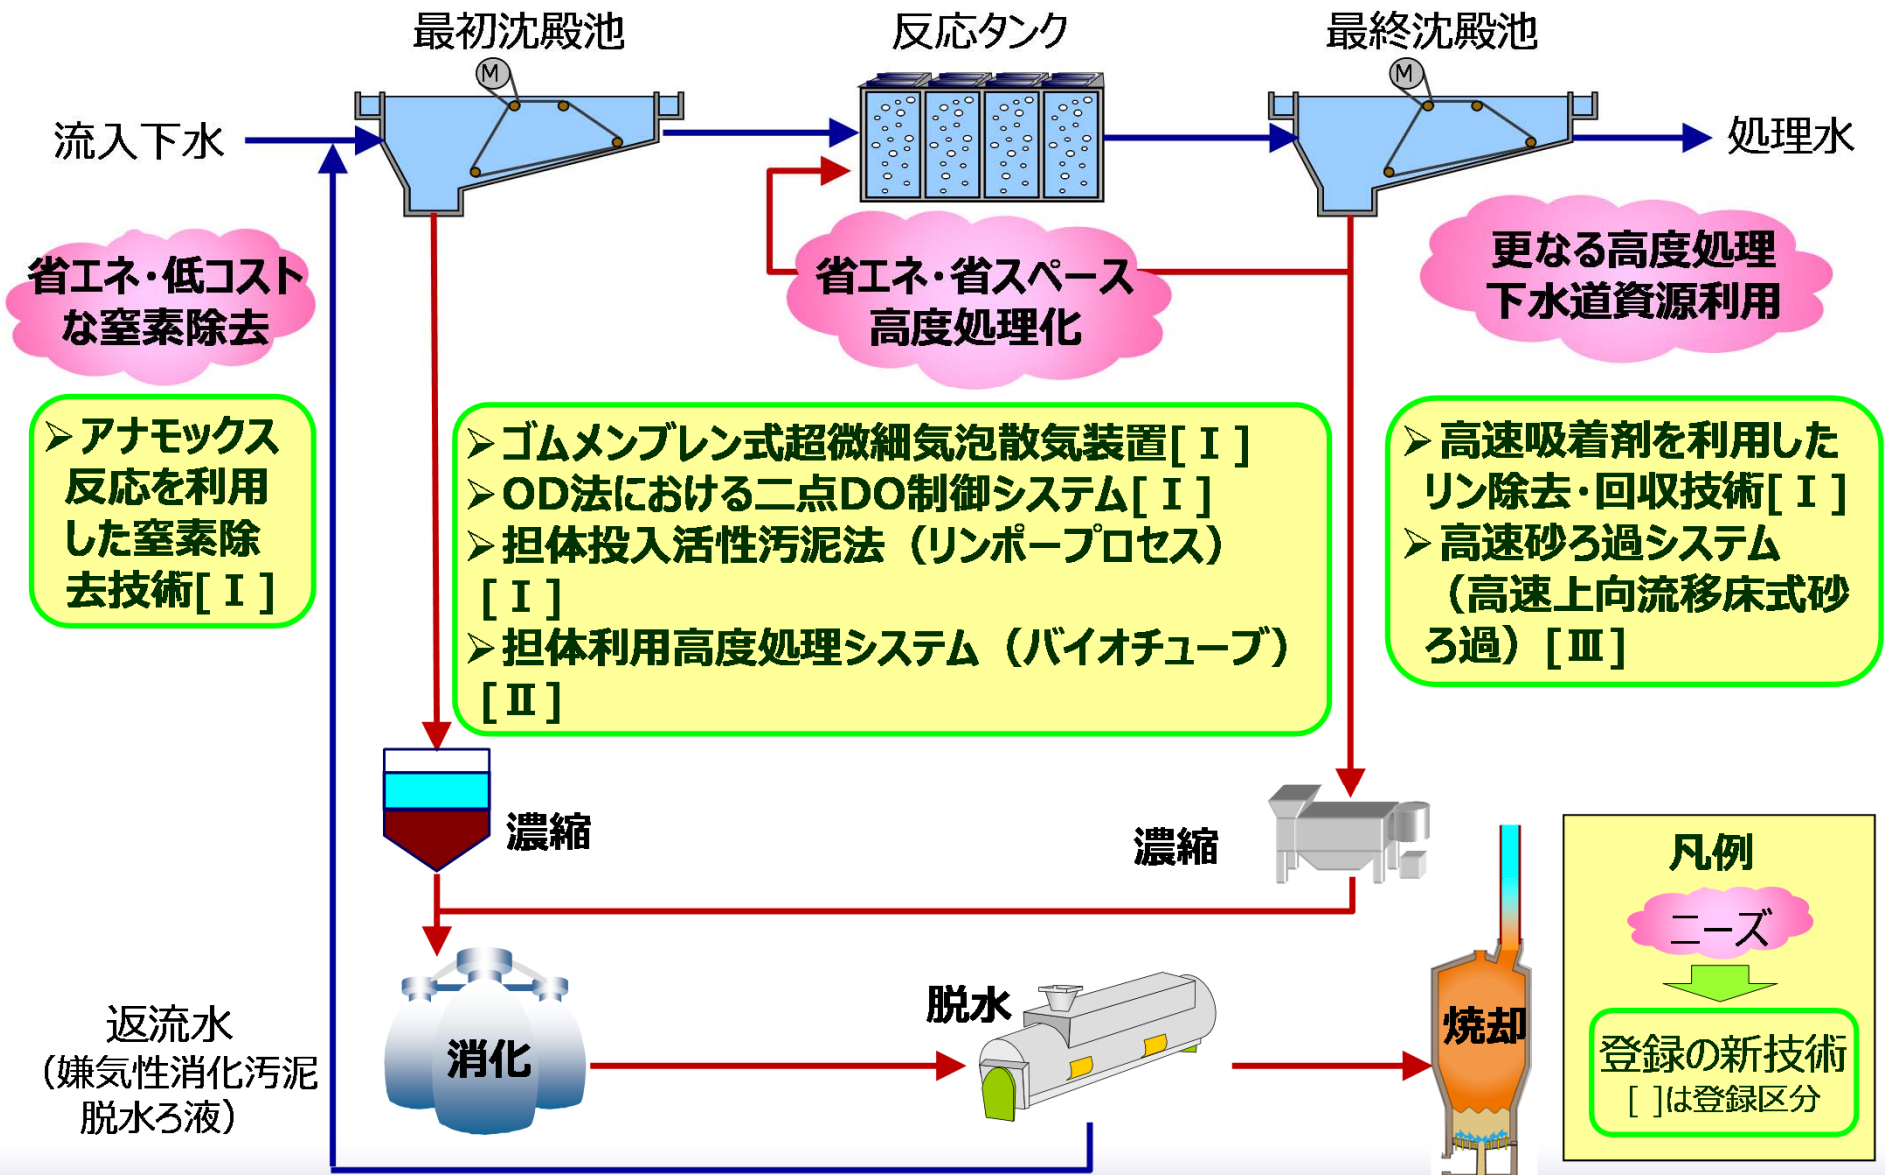 最初沈殿池
反応タンク
最終沈殿池
M
M
流入下水
処理水
省エネ・低コスト
な窒素除去
省エネ・省スペース
高度処理化
更なる高度処理
下水道資源利用
➢アナモックス
反応を利用
した窒素除
去技術[Ⅰ]
➢ゴムメンブレン式超微細気泡散気装置[Ⅰ]
➢OD法における二点DO制御システム[Ⅰ]
➢担体投入活性汚泥法（リンポープロセス）
[Ⅰ]
➢担体利用高度処理システム（バイオチューブ）
[Ⅱ]
➢高速吸着剤を利用した
リン除去・回収技術[Ⅰ]
➢高速砂ろ過システム
（高速上向流移床式砂
ろ過）[Ⅲ]
濃縮
濃縮
凡例
ニーズ
登録の新技術
[ ]は登録区分
返流水
（嫌気性消化汚泥
脱水ろ液）
消化
脱水
焼却